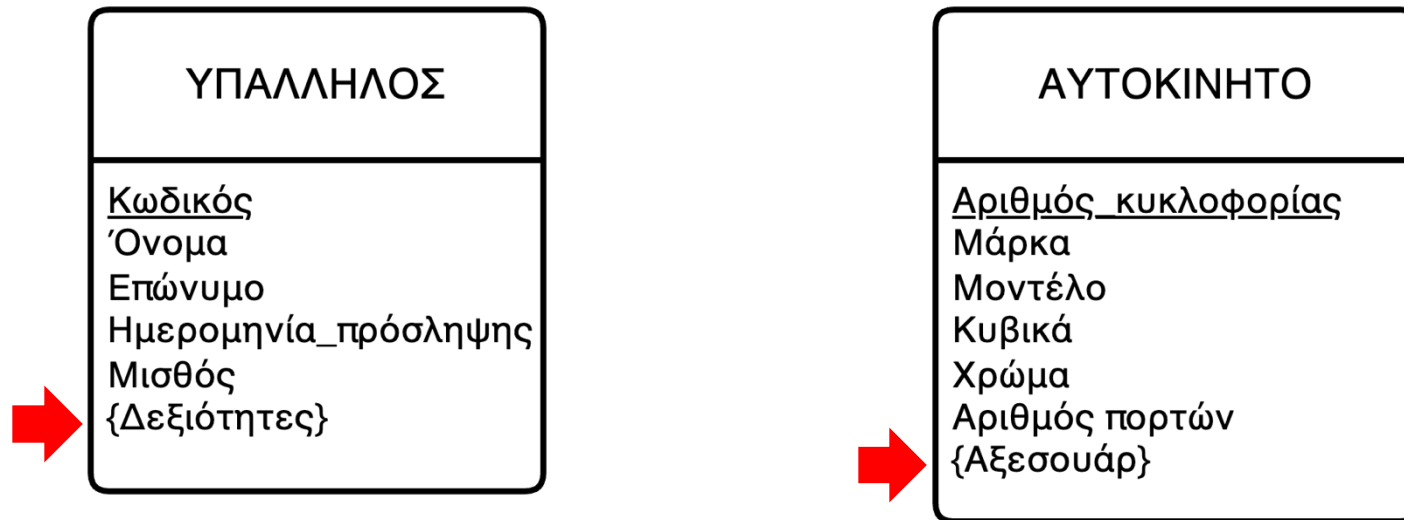 ΥΠΑΛΛΗΛΟΣ
Κωδικός
Όνομα
Επώνυμο
Ημερομηνία_πρόσληψης
Μισθός
{Δεξιότητες}
ΑΥΤΟΚΙΝΗΤΟ
Αριθμός_κυκλοφορίας
Μάρκα
Μοντέλο
Κυβικά
Χρώμα
Αριθμός πορτών
{Αξεσουάρ}